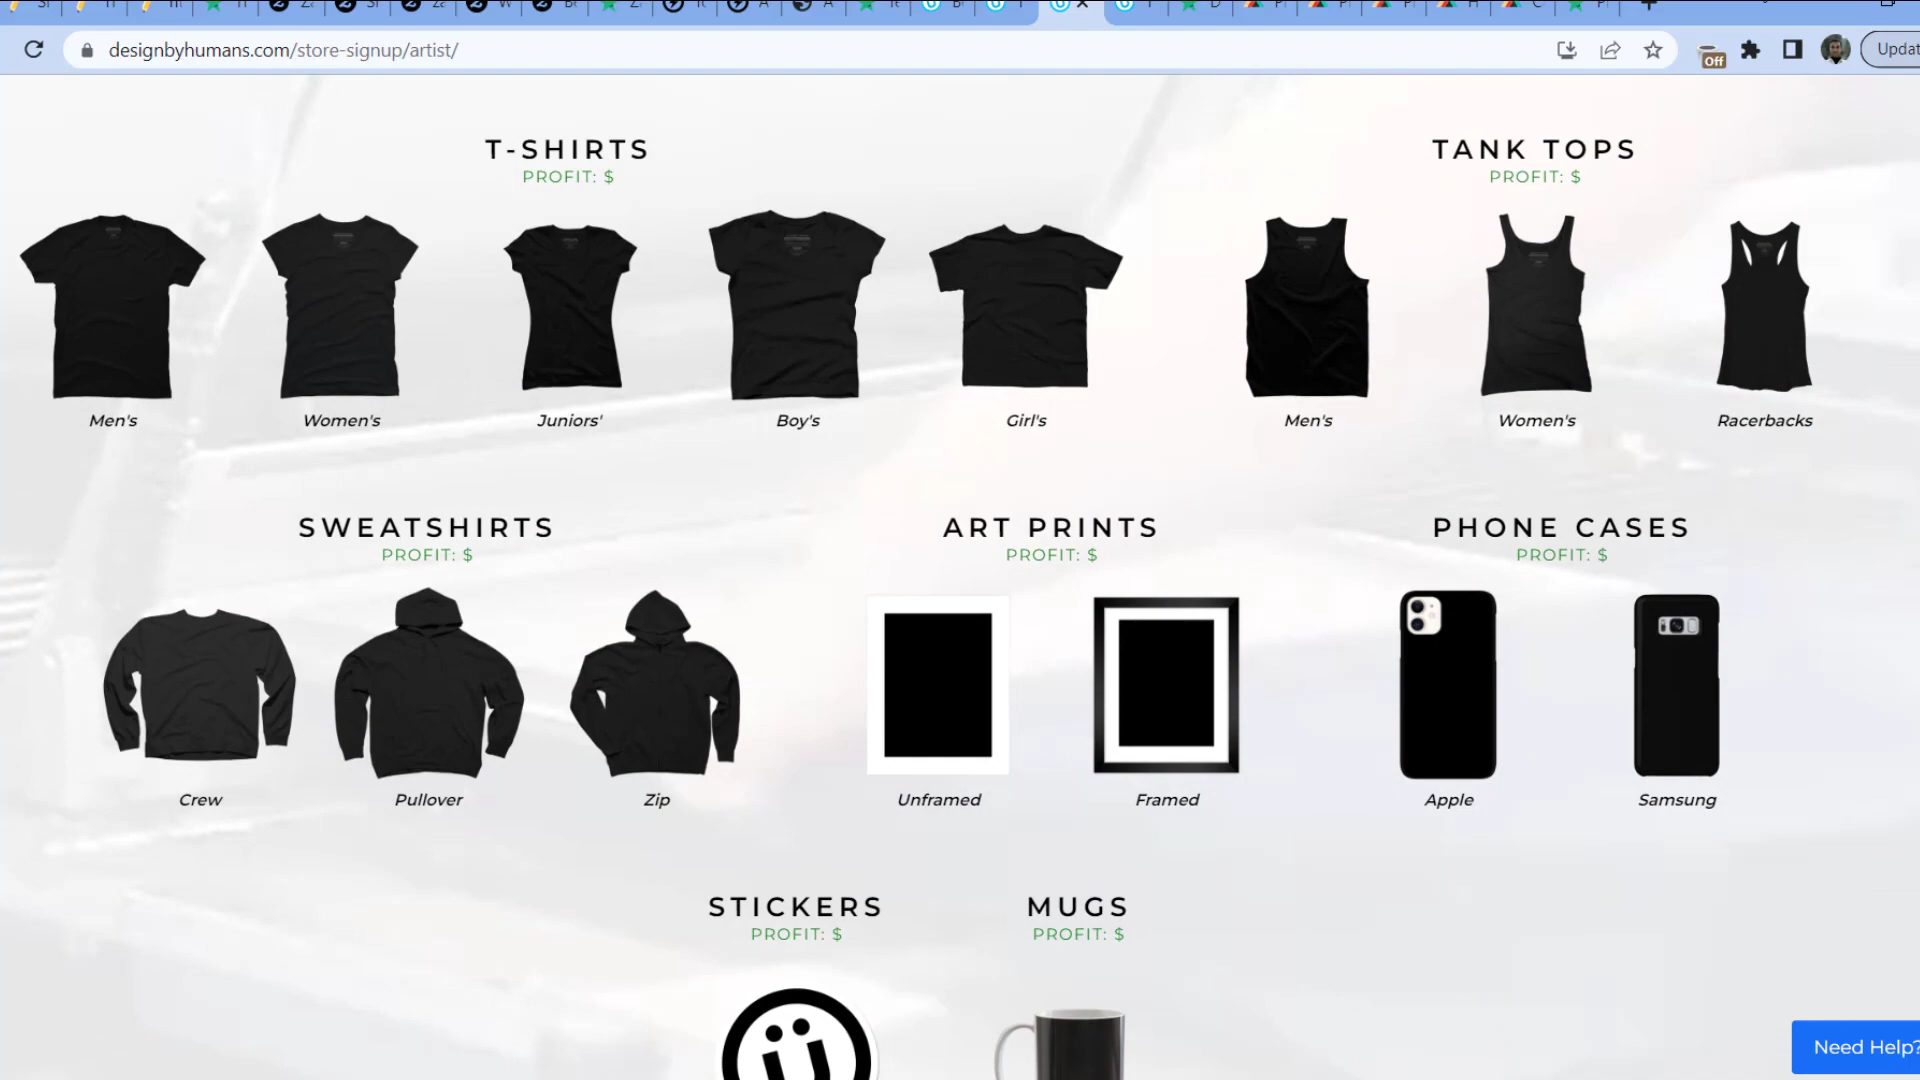 designbyhumans.com/store-signup/artist/
Off
Updat
T-SHIRTS
PROFIT: $
TANK TOPS
PROFIT: $
Men's
Women's
Juniors'
Boy's
Girl's
Men's
Women's
Racerbacks
SWEATSHIRTS
PROFIT: $
ART PRINTS
PROFIT: $
PHONE CASES
PROFIT: $
Crew
Pullover
Zip
Unframed
Framed
Apple
Samsung
STICKERS
PROFIT: $
MUGS
PROFIT: $
ü
Need Help?